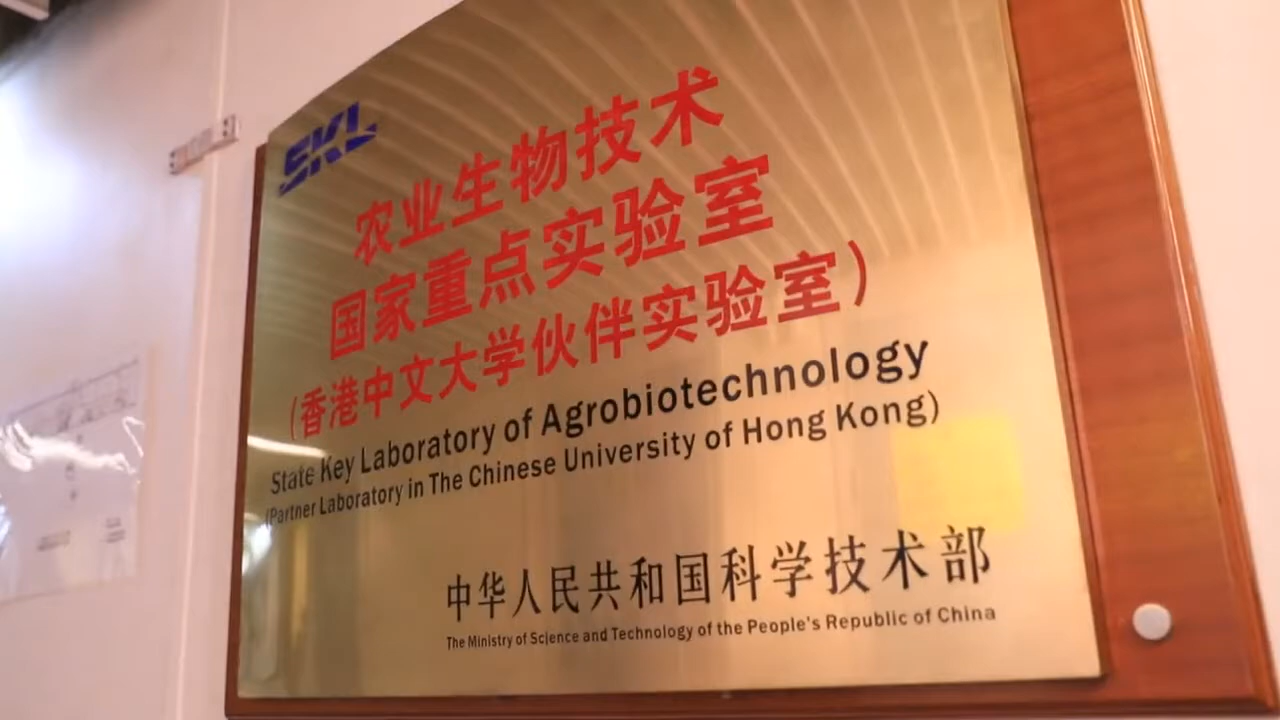 SKL
农业生物技术
国家重点实验室
(香港中文大学伙伴实验室)
State Key Laboratory of Agrobiotechnology
(Partner Laboratory in The Chinese University of Hong Kong)
中华人民共和国科学技术部
The Ministry of Science and Technology of the People's Republic of China